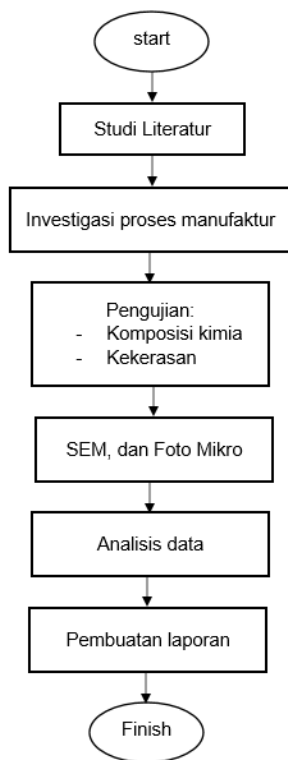 start
Studi Literatur
Investigasi proses manufaktur
Pengujian:
- Komposisi kimia
- Kekerasan
SEM, dan Foto Mikro
Analisis data
Pembuatan laporan
Finish